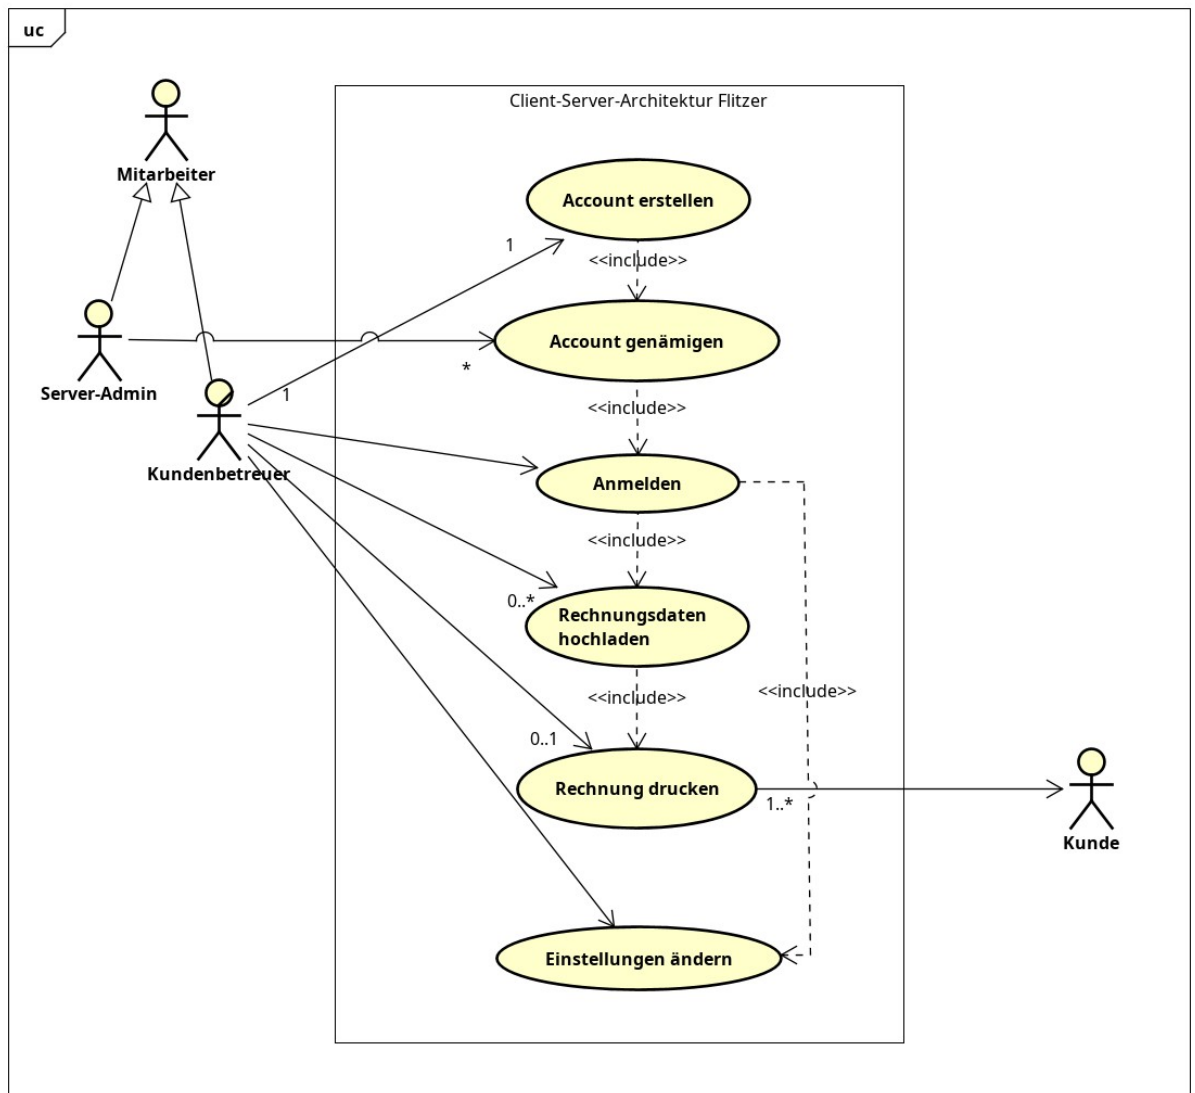 uc
Client-Server-Architektur Flitzer
Mitarbeiter
Account erstellen
1
<<include>>
Account genämigen
*
Server-Admin
1
Kundenbetreuer
<<include>>
Anmelden
<<include>>
0..*
Rechnungsdaten
hochladen
<<include>>
<<include>>
0..1
Rechnung drucken
1..*
Kunde
Einstellungen ändern